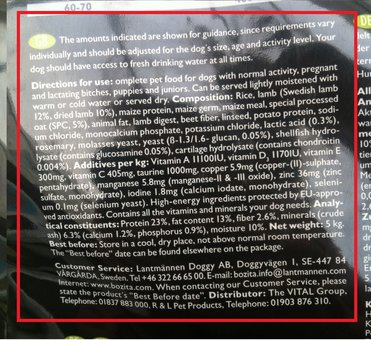 60-70
GB The amounts indicated are shown for guidance, since requirements vary
individually and should be adjusted for the dog's size, age and activity level. Your
dog should have access to fresh drinking water at all times.
Directions for use: omplete pet food for dogs with normal activity, pregnant
and lactating bitches, puppies and juniors. Can be served lightly moistened with
warm or cold water or served dry. Composition: Rice, lamb (Swedish lamb
12%, dried lamb 10%), maize protein, maize germ, maize meal, special processed
oat (SPC, 5%), animal fat, lamb digest, beet fiber, linseed, potato protein, sodi-
um chloride, monocalcium phosphate, potassium chloride, lactic acid (0.3%),
rosemary, molasses yeast, yeast (ß-1.3/1.6- glucan, 0.05%), shellfish hydro-
lysate (contains glucosamine 0.05%), cartilage hydrolysate (contains chondroitin
0.004%). Additives per kg: Vitamin A 11100IU, vitamin D₃ 1170IU, vitamin E
300mg, vitamin C 405mg, taurine 1000mg, copper 5.9mg (copper-(II)-sulphate,
pentahydrate), manganese 5.8mg (manganese-II & -III oxide), zinc 36mg (zinc
sulfate, monohydrate), iodine 1.8mg (calcium iodate, monohydrate), seleni-
um 0.1mg (selenium yeast). High-energy ingredients protected by EU-appro-
ved antioxidants. Contains all the vitamins and minerals your dog needs. Analy-
tical constituents: Protein 23%, fat content 13%, fiber 2.6%, minerals (crude
ash) 6.3% (calcium 1.2%, phosphorus 0.9%), moisture 10%. Net weight: 5 kg.
Best before: Store in a cool, dry place, not above normal room temperature.
The "Best before" date can be found elsewhere on the package.
Customer Service: Lantmännen Doggy AB, Doggyvägen 1, SE-447 84
VÅRGÅRDA, Sweden. Tel +46 322 66 65 00. E-mail: bozita.info@lantmannen.com
Internet: www.bozita.com. When contacting our Customer Service, please
state the product's "Best Before date". Distributor: The VITAL Group,
Telephone: 01837 883 000, R & L Pet Products, Telephone: 01903 876 310.